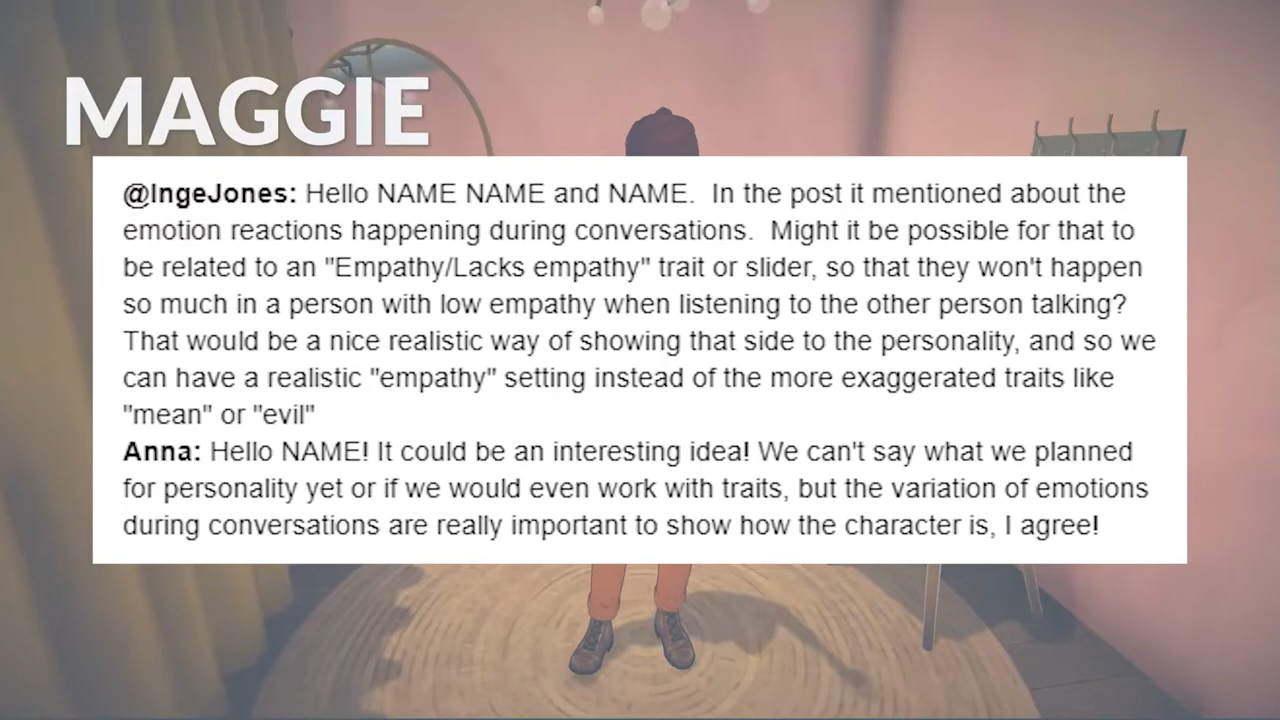 MAGGIE
@IngeJones: Hello NAME NAME and NAME.  In the post it mentioned about the
emotion reactions happening during conversations.  Might it be possible for that to
be related to an "Empathy/Lacks empathy" trait or slider, so that they won't happen
so much in a person with low empathy when listening to the other person talking?
That would be a nice realistic way of showing that side to the personality, and so we
can have a realistic "empathy" setting instead of the more exaggerated traits like
"mean" or "evil"
Anna: Hello NAME! It could be an interesting idea! We can't say what we planned
for personality yet or if we would even work with traits, but the variation of emotions
during conversations are really important to show how the character is, I agree!